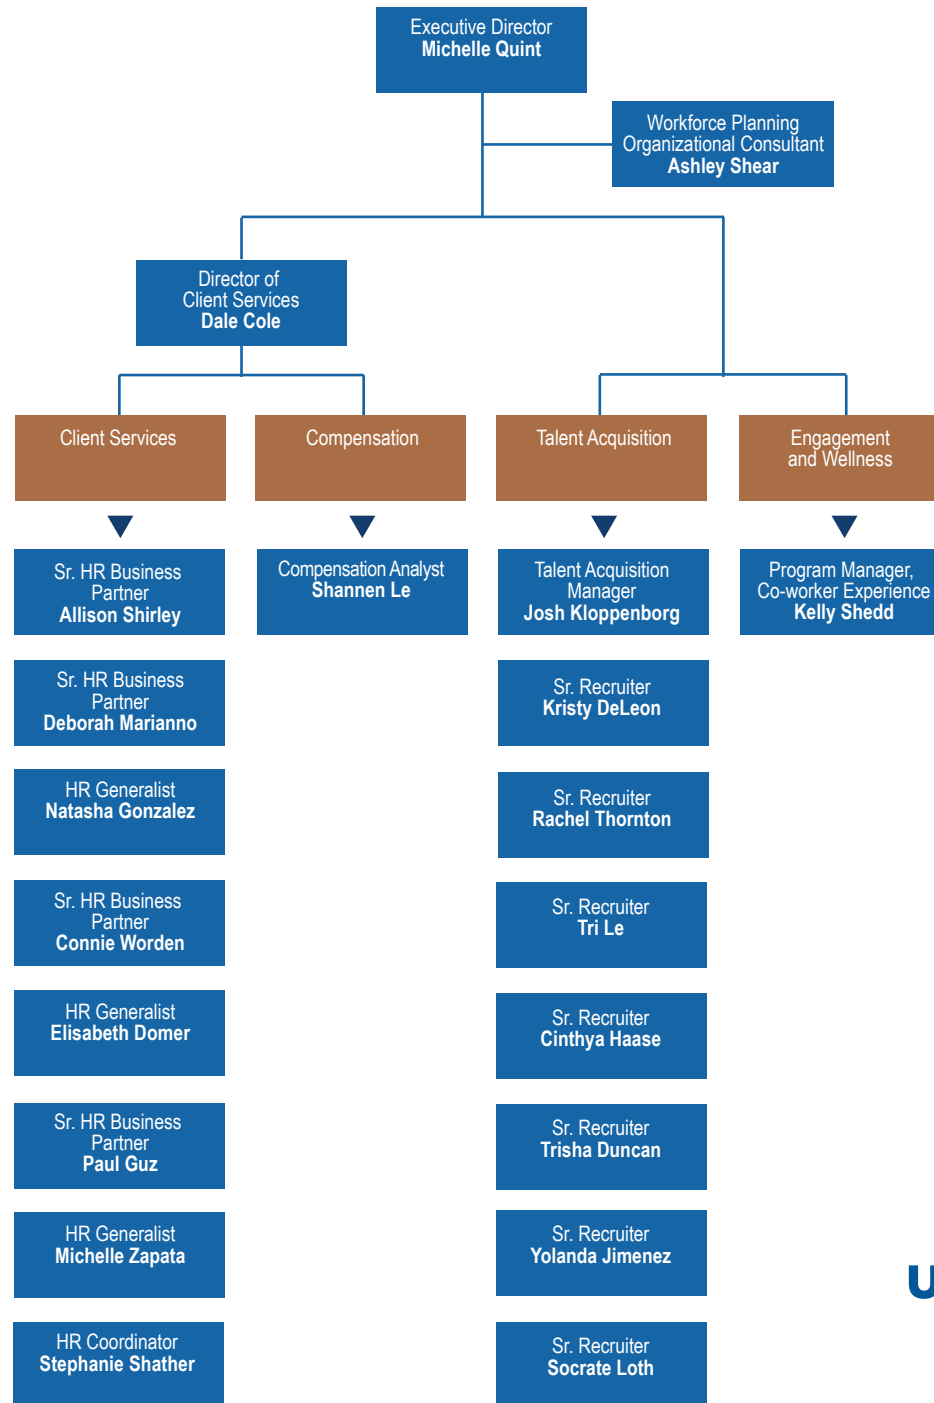 Executive Director
Michelle Quint
Workforce Planning
Organizational Consultant
Ashley Shear
Director of
Client Services
Dale Cole
Client Services
Compensation
Talent Acquisition
Engagement
and Wellness
Sr. HR Business
Partner
Allison Shirley
Compensation Analyst
Shannen Le
Talent Acquisition
Manager
Josh Kloppenborg
Program Manager,
Co-worker Experience
Kelly Shedd
Sr. HR Business
Partner
Deborah Marianno
Sr. Recruiter
Kristy DeLeon
HR Generalist
Natasha Gonzalez
Sr. Recruiter
Rachel Thornton
Sr. HR Business
Partner
Connie Worden
Sr. Recruiter
Tri Le
HR Generalist
Elisabeth Domer
Sr. Recruiter
Cinthya Haase
Sr. HR Business
Partner
Paul Guz
Sr. Recruiter
Trisha Duncan
HR Generalist
Michelle Zapata
Sr. Recruiter
Yolanda Jimenez
HR Coordinator
Stephanie Shather
Sr. Recruiter
Socrate Loth